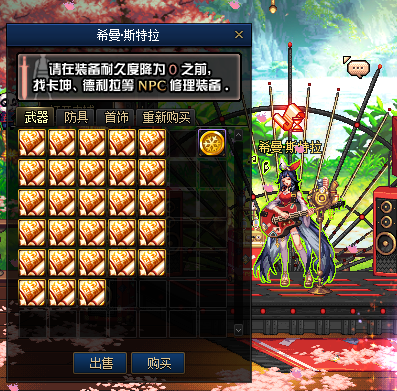 希曼·斯特拉
请在装备耐久度降为 0 之前,
找卡坤、德利拉等 NPC 修理装备 .
武器 防具 首饰 重新购买
希曼·斯特拉
出售 购买